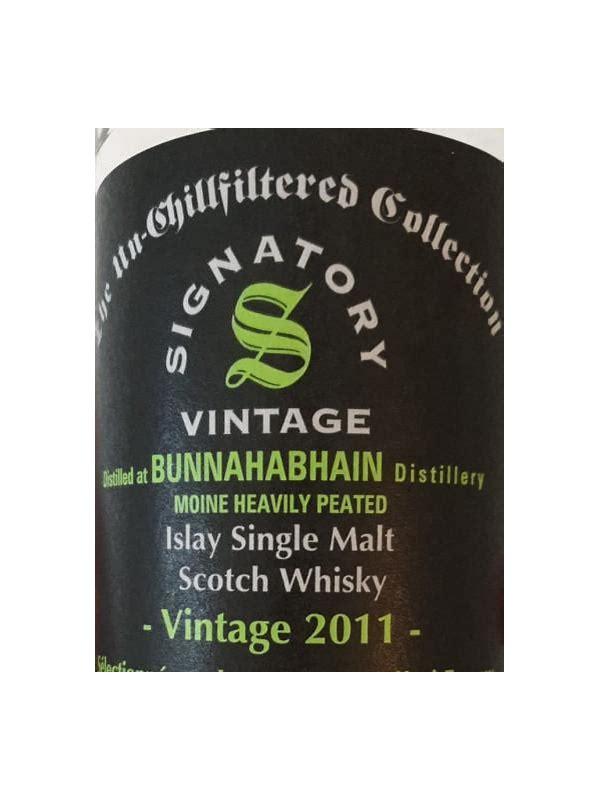 The Un-Chillfiltered Collection
SIGNATORY
S
VINTAGE
Distilled at BUNNAHABHAIN Distillery
MOINE HEAVILY PEATED
Islay Single Malt
Scotch Whisky
- Vintage 2011 -